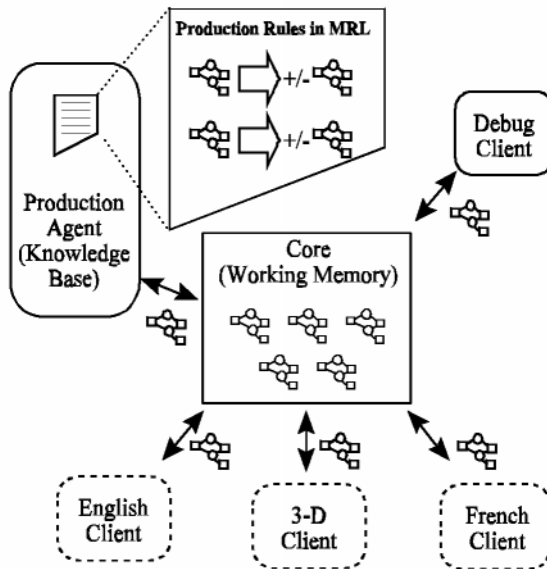 Production Rules in MRL
+/-
+/-
Production
Agent
(Knowledge
Base)
Debug
Client
Core
(Working Memory)
English
Client
3-D
Client
French
Client